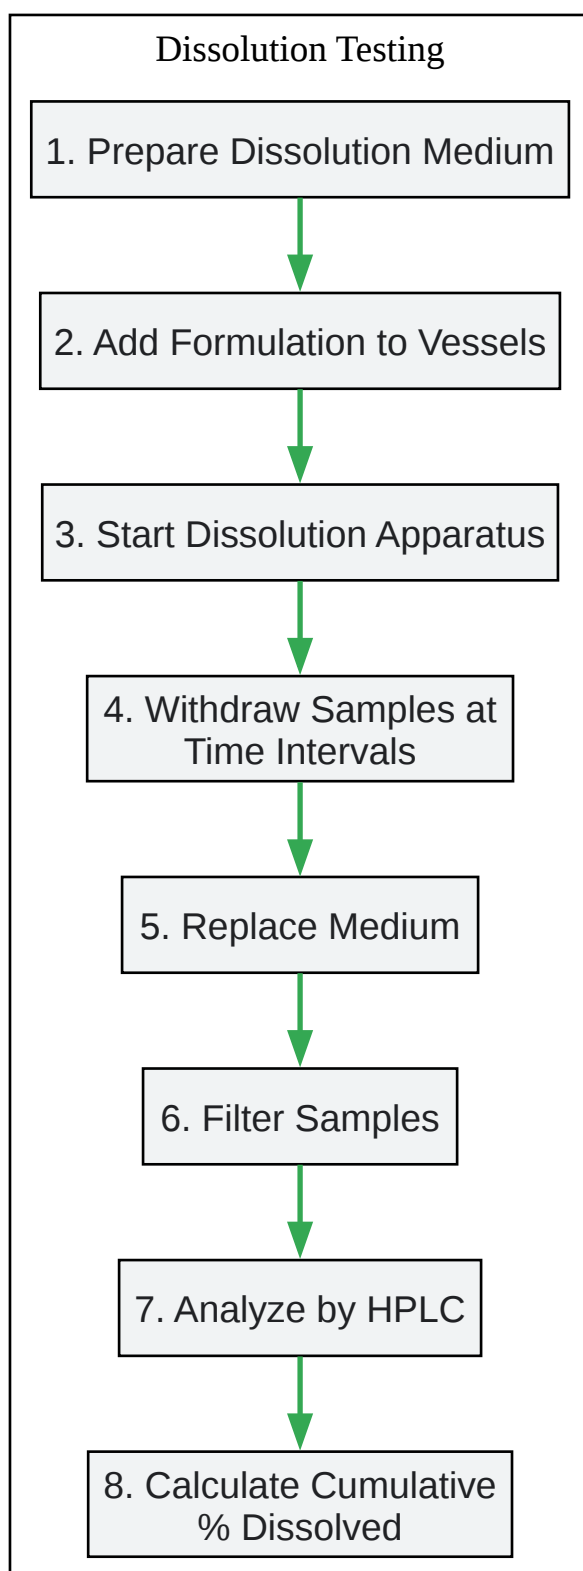 Dissolution Testing
1. Prepare Dissolution Medium
2. Add Formulation to Vessels
3. Start Dissolution Apparatus
4. Withdraw Samples at
Time Intervals
5. Replace Medium
6. Filter Samples
7. Analyze by HPLC
8. Calculate Cumulative
% Dissolved